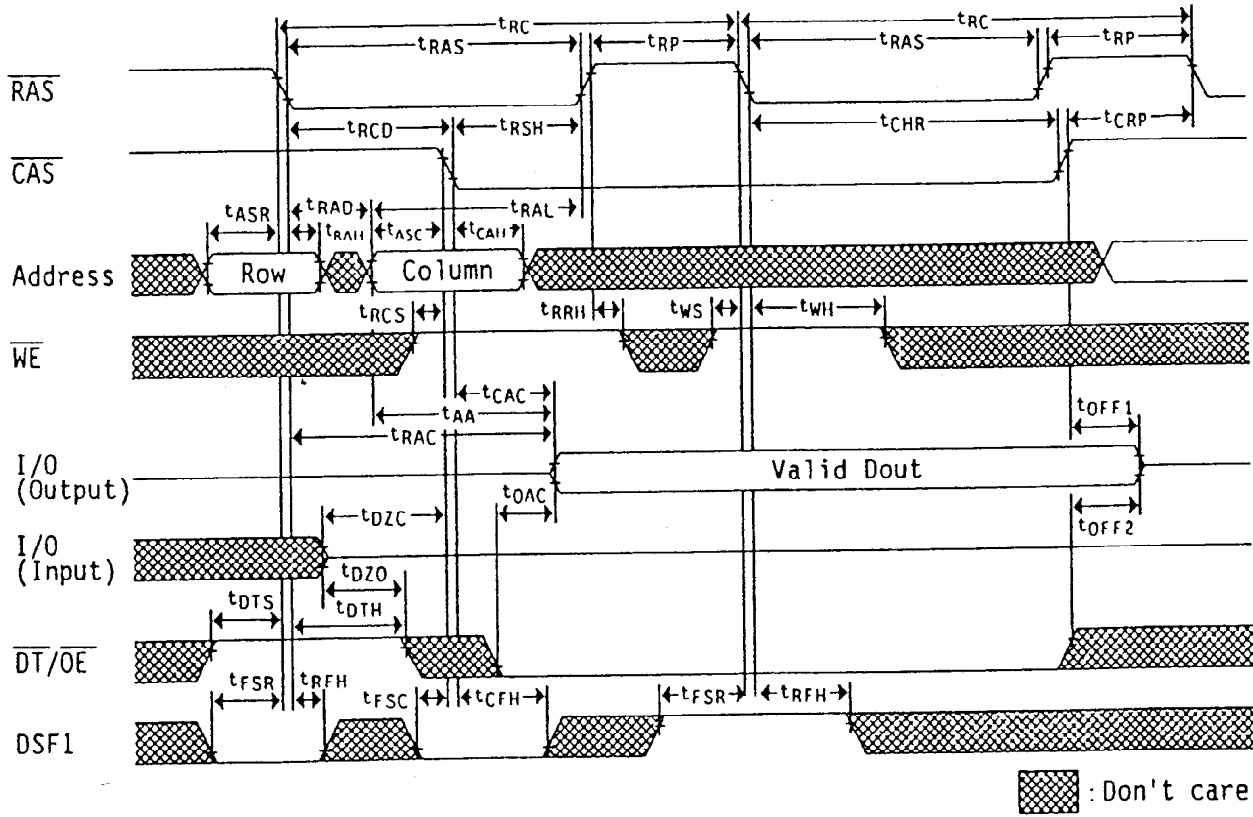 tRC tRC
tRAS tRP tRAS tRP
RAS
tRCD tRSH tCHR tCRP
CAS
tASR tRAD tRAL
tRAH tASC tCAH
Address Row Column
tRCS tRRH tWS tWH
WE
tCAC
tAA tOFF1
tRAC
I/O
(Output) Valid Dout
tOAC
tDZC tOFF2
I/O
(Input)
tDZO
tDTS tDTH
DT/OE
tFSR tRFH tFSC tCFH tFSR tRFH
DSF1
:Don't care